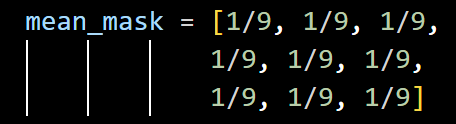 mean_mask = [1/9, 1/9, 1/9,
1/9, 1/9, 1/9,
1/9, 1/9, 1/9]